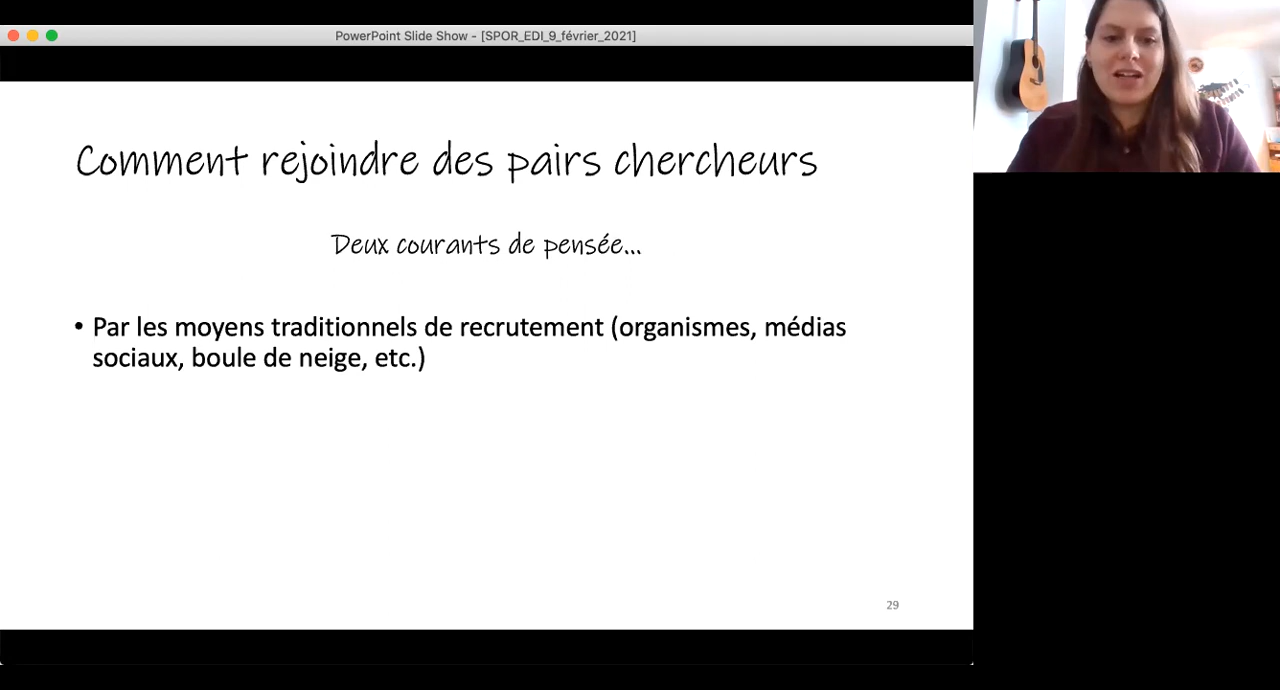 PowerPoint Slide Show - [SPOR_EDI_9_février_2021]
Comment rejoindre des pairs chercheurs
Deux courants de pensée...
• Par les moyens traditionnels de recrutement (organismes, médias
sociaux, boule de neige, etc.)
29